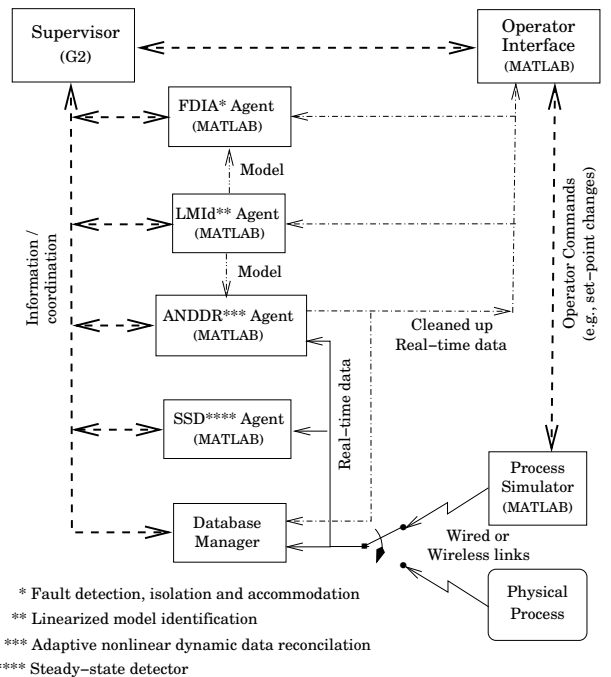 Supervisor
(G2)
Operator
Interface
(MATLAB)
FDIA* Agent
(MATLAB)
Model
LMId** Agent
(MATLAB)
Model
Information /
coordination
Operator Commands
(e.g., set−point changes)
ANDDR*** Agent
(MATLAB)
Cleaned up
Real−time data
Real−time data
SSD**** Agent
(MATLAB)
Process
Simulator
(MATLAB)
Database
Manager
Wired or
Wireless links
Physical
Process
* Fault detection, isolation and accommodation
** Linearized model identification
*** Adaptive nonlinear dynamic data reconcilation
**** Steady−state detector